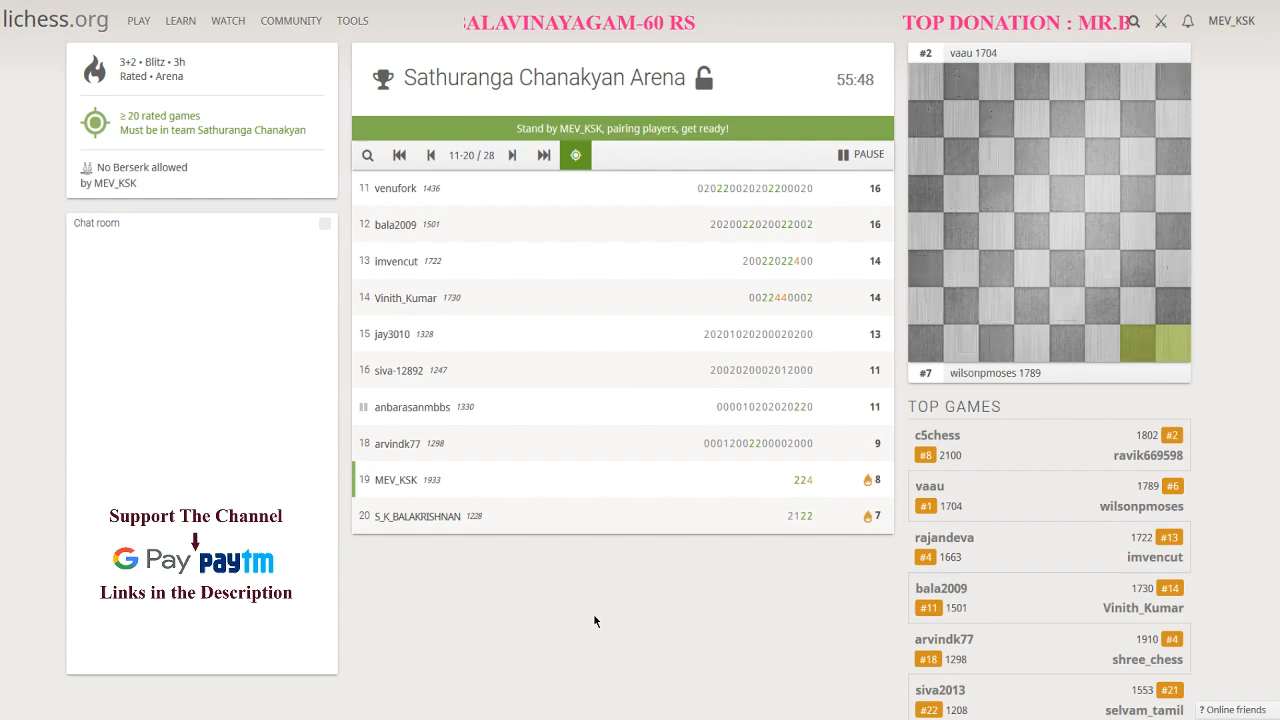 lichess.org PLAY LEARN WATCH COMMUNITY TOOLS ALAVINAYAGAM-60 RS TOP DONATION : MR.B MEV_KSK
3+2 • Blitz • 3h
Rated • Arena
≥ 20 rated games
Must be in team Sathuranga Chanakyan
No Berserk allowed
by MEV_KSK
Chat room
Support The Channel
G Pay paytm
Links in the Description
Sathuranga Chanakyan Arena 55:48
Stand by MEV_KSK, pairing players, get ready!
11-20 / 28 PAUSE
11 venufork 1436 020220020202200020 16
12 bala2009 1501 2020022020022002 16
13 imvencut 1722 20022022400 14
14 Vinith_Kumar 1730 0022440002 14
15 jay3010 1328 20201020200020200 13
16 siva-12892 1247 2002020002012000 11
anbarasanmbbs 1330 000010202020220 11
18 arvindk77 1298 00012002200002000 9
19 MEV_KSK 1933 224 8
20 S_K_BALAKRISHNAN 1228 2122 7
#2 vaau 1704
#7 wilsonpmoses 1789
TOP GAMES
c5chess 1802 #2
#8 2100 ravik669598
vaau 1789 #6
#1 1704 wilsonpmoses
rajandeva 1722 #13
#4 1663 imvencut
bala2009 1730 #14
#11 1501 Vinith_Kumar
arvindk77 1910 #4
#18 1298 shree_chess
siva2013 1553 #21
#22 1208 selvam_tamil
? Online friends